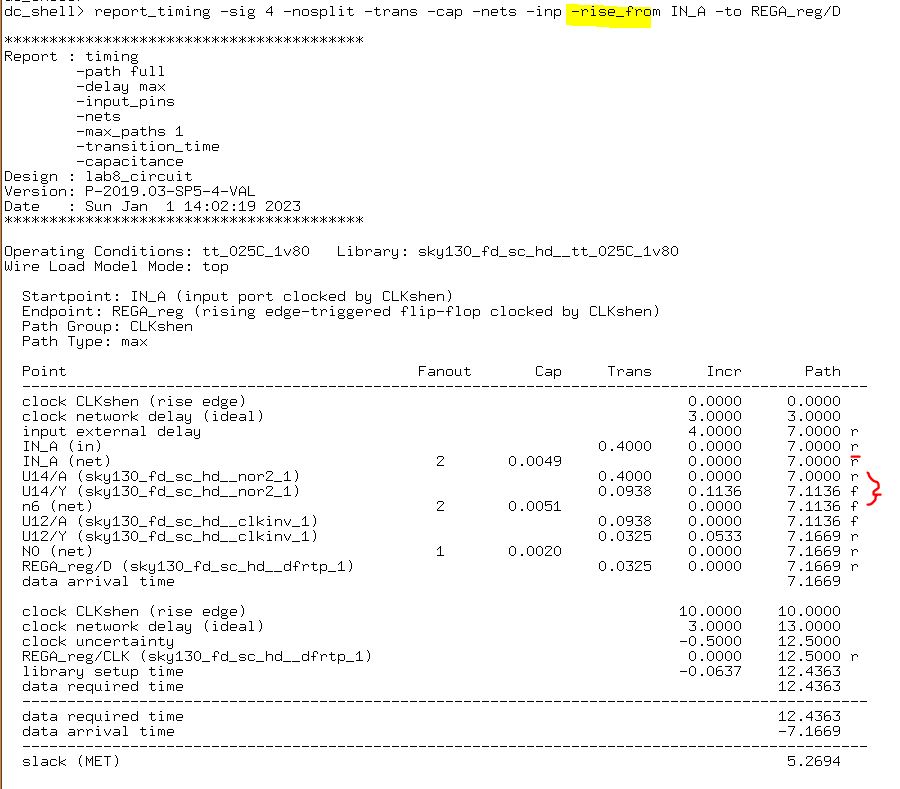 dc_shell> report_timing -sig 4 -nosplit -trans -cap -nets -inp -rise_from IN_A -to REGA_reg/D
****************************************
Report : timing
        -path full
        -delay max
        -input_pins
        -nets
        -max_paths 1
        -transition_time
        -capacitance
Design : lab8_circuit
Version: P-2019.03-SP5-4-VAL
Date   : Sun Jan  1 14:02:19 2023
****************************************
Operating Conditions: tt_025C_1v80   Library: sky130_fd_sc_hd__tt_025C_1v80
Wire Load Model Mode: top
  Startpoint: IN_A (input port clocked by CLKshen)
  Endpoint: REGA_reg (rising edge-triggered flip-flop clocked by CLKshen)
  Path Group: CLKshen
  Path Type: max
  Point                                       Fanout       Cap     Trans      Incr       Path
  ----------------------------------------------------------------------------------------------
  clock CLKshen (rise edge)                                                 0.0000     0.0000
  clock network delay (ideal)                                               3.0000     3.0000
  input external delay                                                      4.0000     7.0000 r
  IN_A (in)                                                       0.4000    0.0000     7.0000 r
  IN_A (net)                                    2       0.0049              0.0000     7.0000 r
  U14/A (sky130_fd_sc_hd__nor2_1)                                 0.4000    0.0000     7.0000 r
  U14/Y (sky130_fd_sc_hd__nor2_1)                                 0.0938    0.1136     7.1136 f
  n6 (net)                                      2       0.0051              0.0000     7.1136 f
  U12/A (sky130_fd_sc_hd__clkinv_1)                               0.0938    0.0000     7.1136 f
  U12/Y (sky130_fd_sc_hd__clkinv_1)                               0.0325    0.0533     7.1669 r
  N0 (net)                                      1       0.0020              0.0000     7.1669 r
  REGA_reg/D (sky130_fd_sc_hd__dfrtp_1)                           0.0325    0.0000     7.1669 r
  data arrival time                                                                    7.1669
  clock CLKshen (rise edge)                                                10.0000    10.0000
  clock network delay (ideal)                                               3.0000    13.0000
  clock uncertainty                                                        -0.5000    12.5000
  REGA_reg/CLK (sky130_fd_sc_hd__dfrtp_1)                                   0.0000    12.5000 r
  library setup time                                                       -0.0637    12.4363
  data required time                                                                  12.4363
  ----------------------------------------------------------------------------------------------
  data required time                                                                  12.4363
  data arrival time                                                                   -7.1669
  ----------------------------------------------------------------------------------------------
  slack (MET)                                                                          5.2694